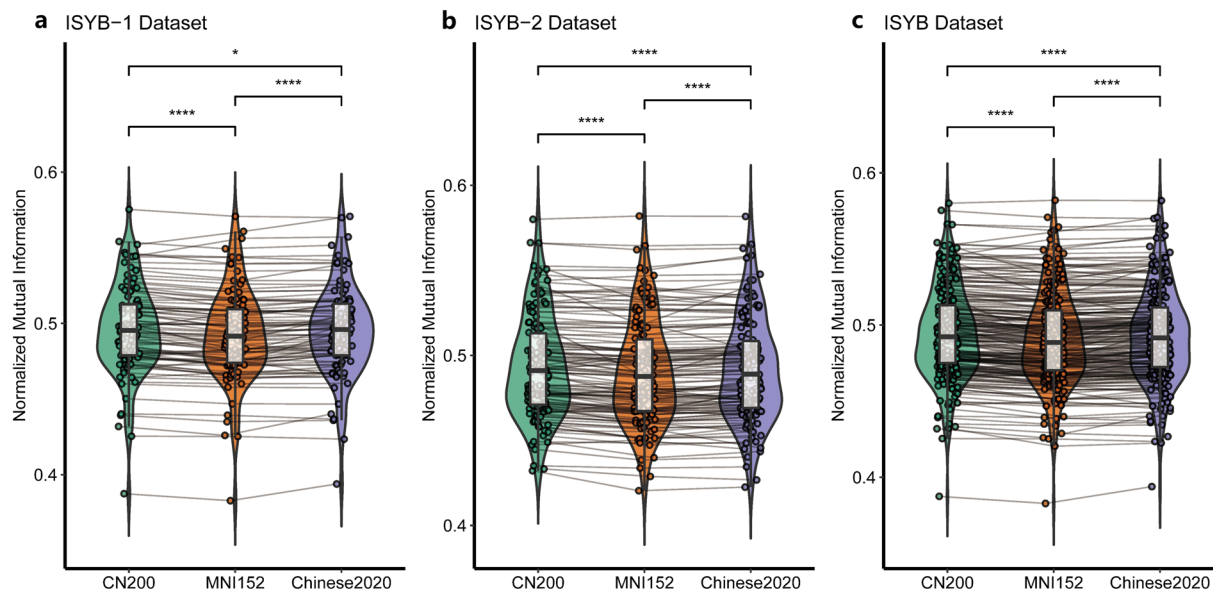 a ISYB−1 Dataset
*
****
****
Normalized Mutual Information
0.6
0.5
0.4
CN200 MNI152 Chinese2020
b ISYB−2 Dataset
****
****
****
Normalized Mutual Information
0.6
0.5
0.4
CN200 MNI152 Chinese2020
c ISYB Dataset
****
****
****
Normalized Mutual Information
0.6
0.5
0.4
CN200 MNI152 Chinese2020